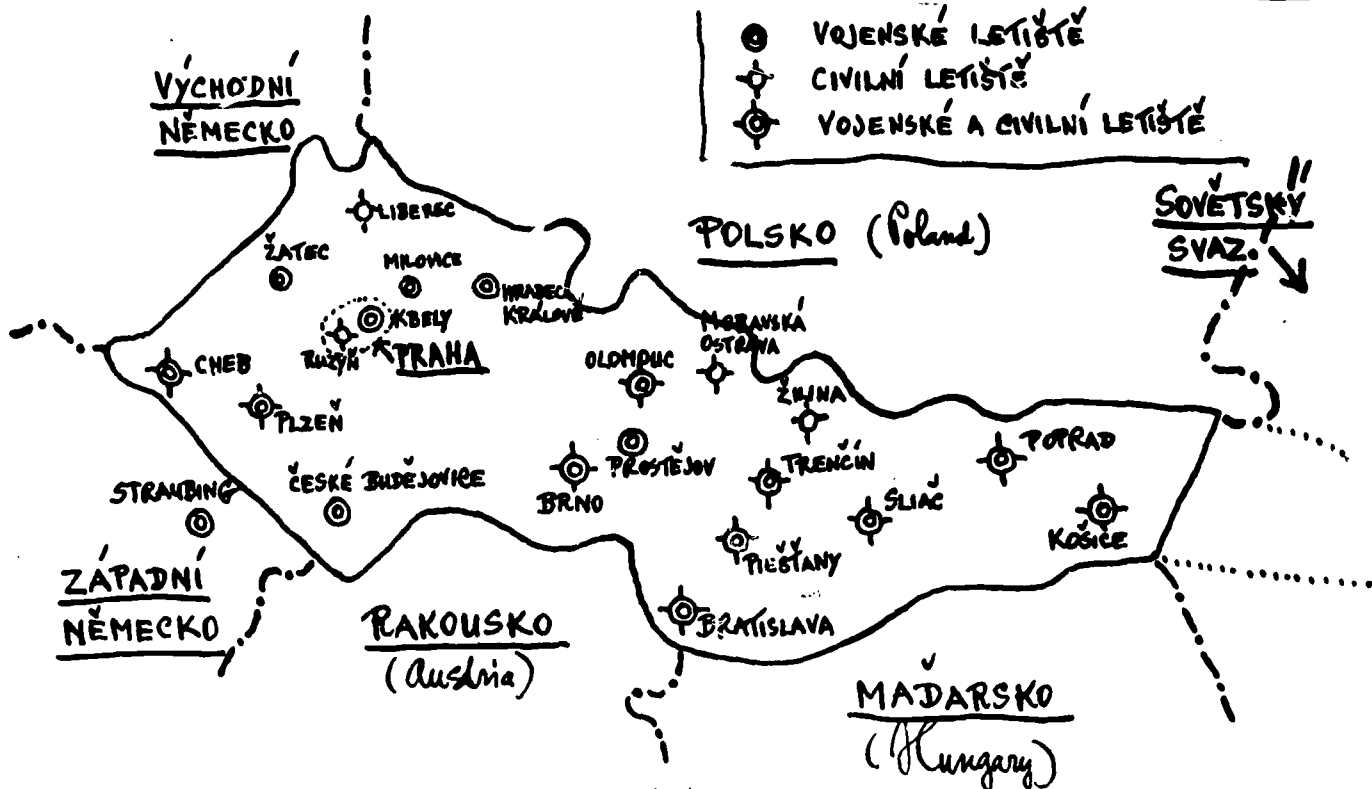 VOJENSKÉ LETIŠTĚ
CIVILNÍ LETIŠTĚ
VOJENSKÉ A CIVILNÍ LETIŠTĚ
VÝCHODNÍ
NĚMECKO
SOVĚTSKÝ
SVAZ.
POLSKO (Poland)
LIBEREC
ŽATEC
MILOVICE
HRADEC
KRÁLOVÉ
KBELY
RUZYŇ
PRAHA
MORAVSKÁ
OSTRAVA
CHEB
OLOMOUC
ŽILINA
PLZEŇ
POPRAD
PROSTĚJOV
TRENČÍN
ČESKÉ BUDĚJOVICE
STRAUBING
BRNO
SLIAČ
KOŠICE
PIEŠŤANY
ZÁPADNÍ
NĚMECKO
RAKOUSKO
(Austria)
BRATISLAVA
MAĎARSKO
(Hungary)